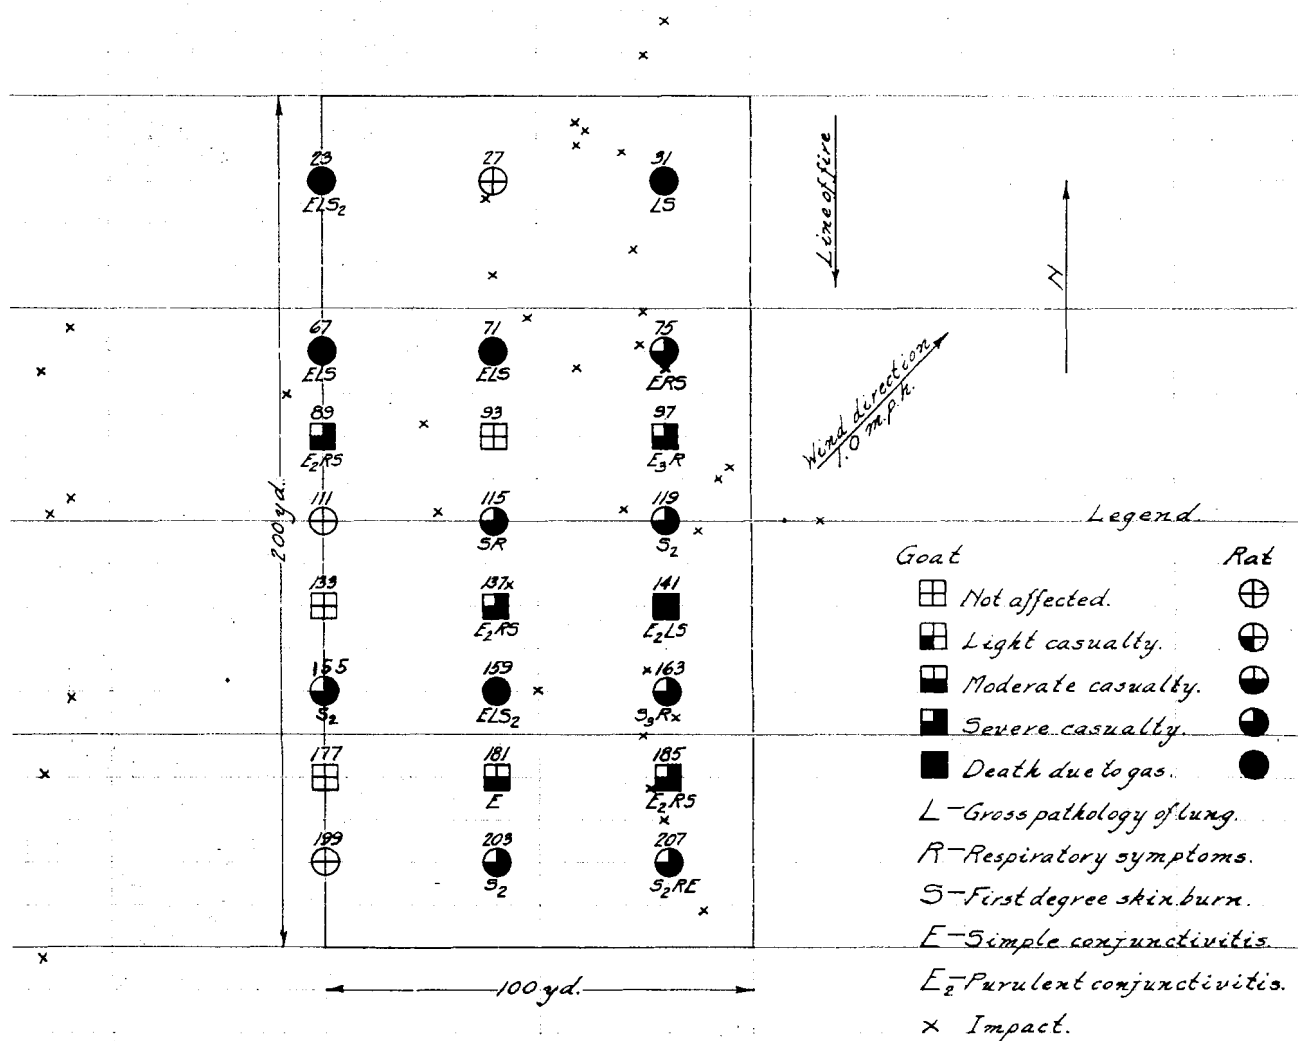 23 27 31
ELS₂ LS
Line of fire
N
67 71 75
ELS ELS ERS
Wind direction
1.0 m.p.h.
89 93 97
E₂RS E₃R
200 yd.
111 115 119
SR S₂
133 137x 141
E₂RS E₂LS
155 159 163
S₂ ELS₂ S₃Rx
177 181 185
E E₂RS
199 203 207
S₂ S₂RE
100 yd.
Legend.
Goat Rat
Not affected.
Light casualty.
Moderate casualty.
Severe casualty.
Death due to gas.
L-Gross pathology of lung.
R-Respiratory symptoms.
S-First degree skin burn.
E-Simple conjunctivitis.
E₂-Purulent conjunctivitis.
x Impact.